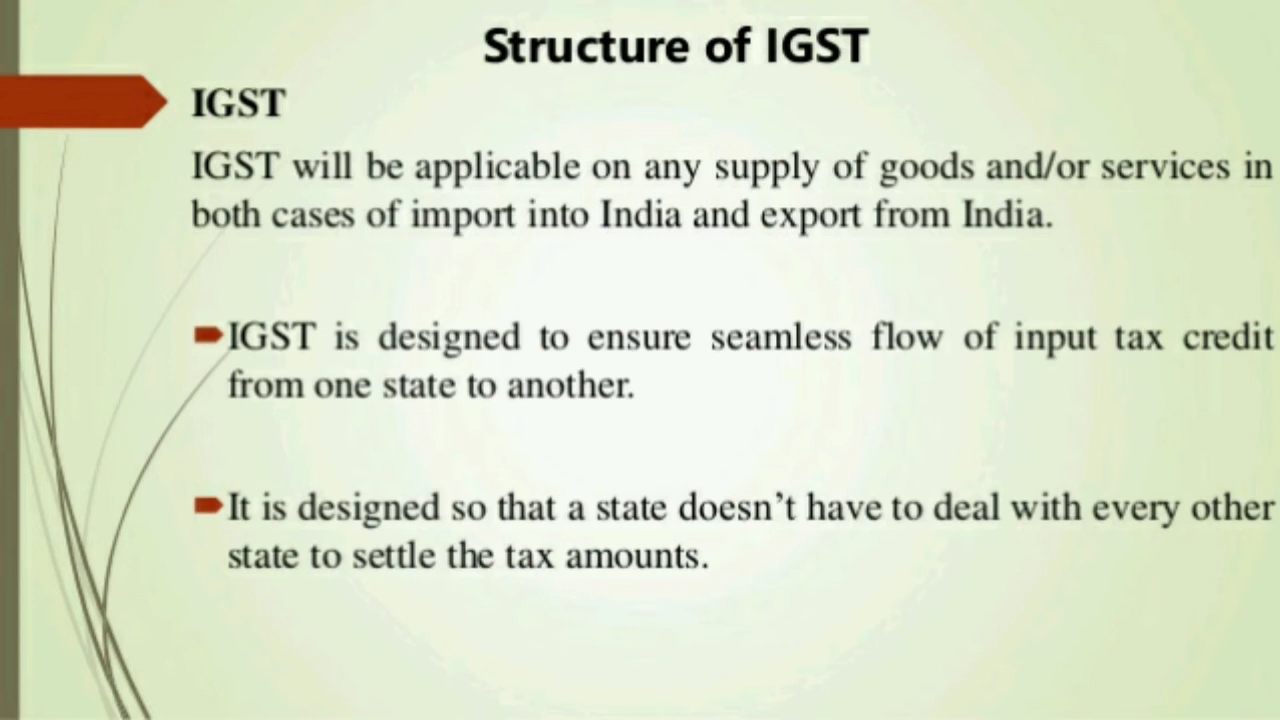 Structure of IGST
IGST
IGST will be applicable on any supply of goods and/or services in
both cases of import into India and export from India.
IGST is designed to ensure seamless flow of input tax credit
from one state to another.
It is designed so that a state doesn’t have to deal with every other
state to settle the tax amounts.